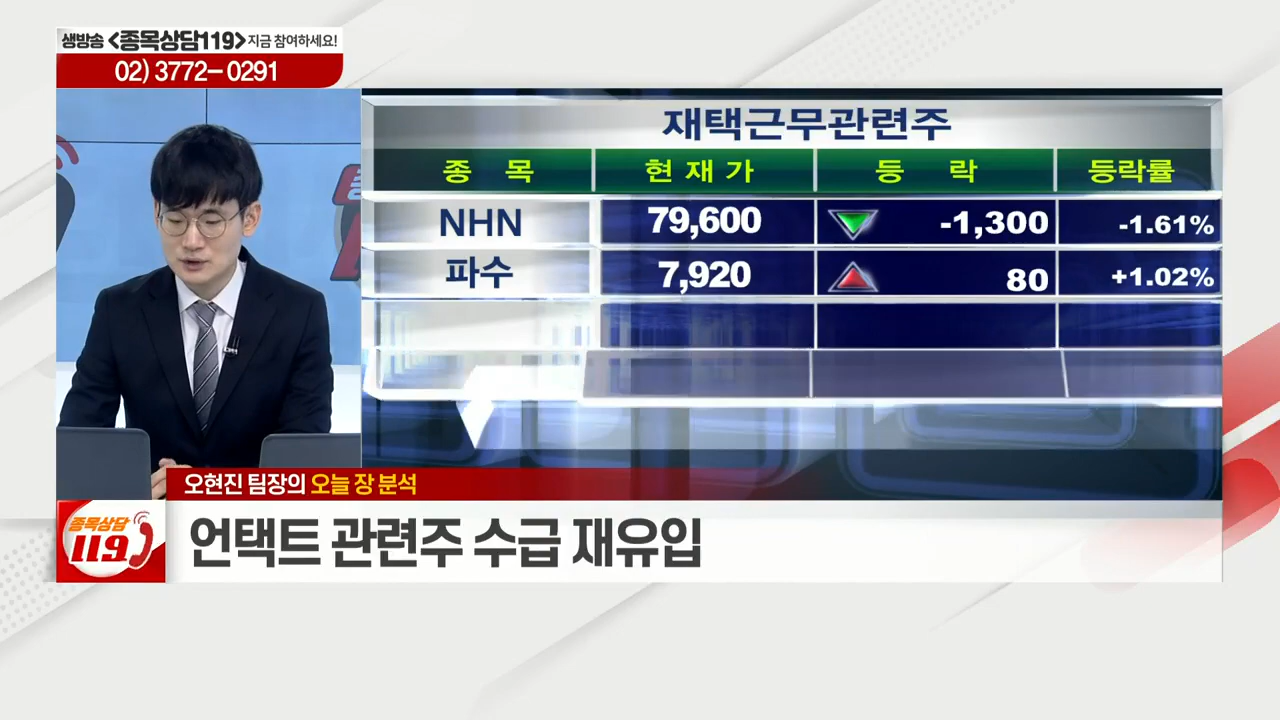 생방송 <종목상담119> 지금 참여하세요!
02) 3772-0291
재택근무관련주
종 목 현 재 가 등 락 등락률
NHN 79,600 -1,300 -1.61%
파수 7,920 80 +1.02%
오현진 팀장의 오늘 장 분석
종목상담
119
언택트 관련주 수급 재유입